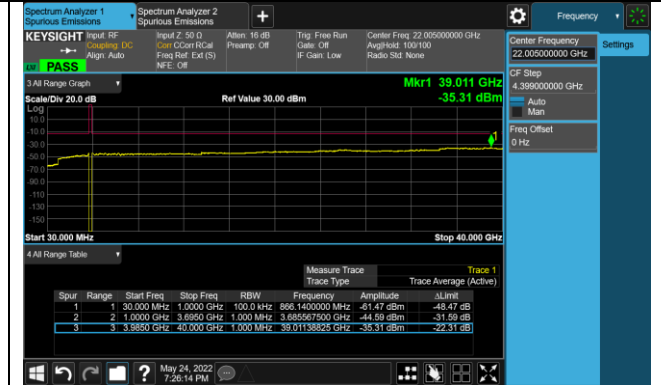 Spectrum Analyzer 1
Spurious Emissions
Spectrum Analyzer 2
Spurious Emissions
+
Frequency
KEYSIGHT
Input: RF
Coupling: DC
Align: Auto
Input Z: 50 Ω
Corr CCorr RCal
Freq Ref: Ext (S)
NFE: Off
Atten: 16 dB
Preamp: Off
Trig: Free Run
Gate: Off
IF Gain: Low
Center Freq: 22.005000000 GHz
Avg|Hold: 100/100
Radio Std: None
LXI
PASS
Center Frequency
22.005000000 GHz
Settings
CF Step
4.399000000 GHz
Auto
Man
Freq Offset
0 Hz
3 All Range Graph
Mkr1 39.011 GHz
Scale/Div 20.0 dB
Ref Value 30.00 dBm
-35.31 dBm
Log
10.0
-10.0
-30.0
-50.0
-70.0
-90.0
-110
-130
-150
1
Start 30.000 MHz
Stop 40.000 GHz
4 All Range Table
Measure Trace Trace 1
Trace Type Trace Average (Active)
Spur Range Start Freq Stop Freq RBW Frequency Amplitude ΔLimit
1 1 30.000 MHz 1.0000 GHz 100.0 kHz 866.1400000 MHz -61.47 dBm -48.47 dB
2 2 1.0000 GHz 3.6950 GHz 1.000 MHz 3.685567500 GHz -44.59 dBm -31.59 dB
3 3 3.9850 GHz 40.000 GHz 1.000 MHz 39.01138825 GHz -35.31 dBm -22.31 dB
?
May 24, 2022
7:26:14 PM